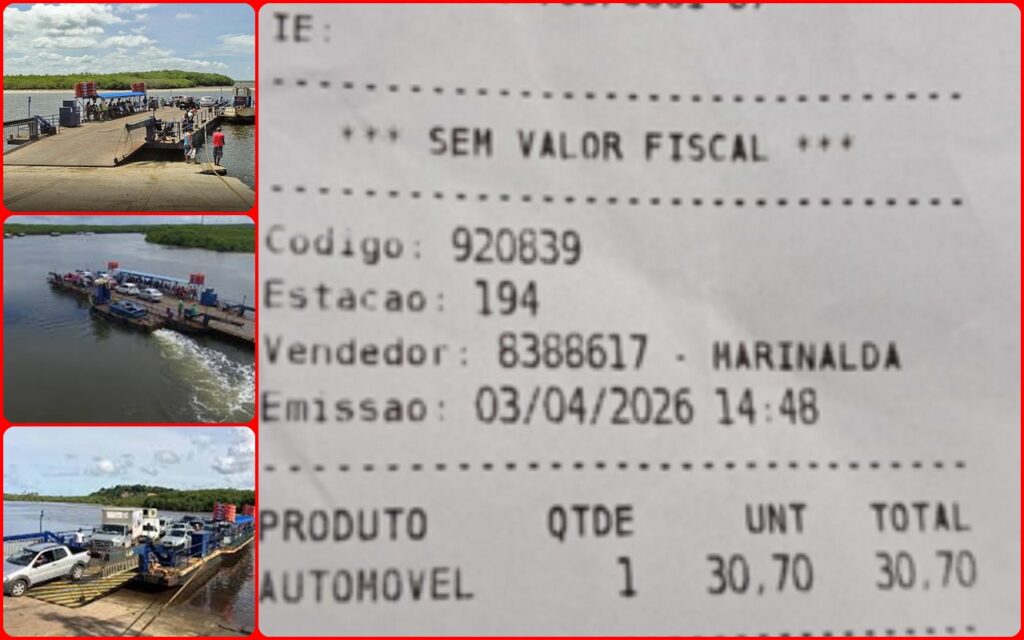 IE:
*** SEM VALOR FISCAL ***
Codigo: 920839
Estacao: 194
Vendedor: 8388617 - MARINALDA
Emissao: 03/04/2026 14:48
PRODUTO QTDE UNT TOTAL
AUTOMOVEL 1 30,70 30,70